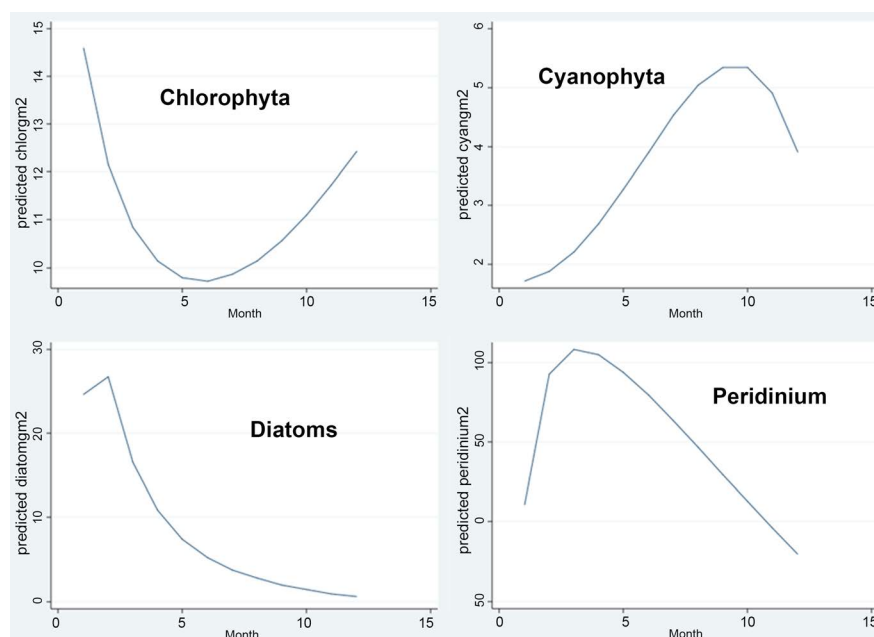 Chlorophyta
predicted chlorgm2
15
14
13
12
11
10
0 5 10 15
Month
Cyanophyta
predicted cyangm2
6
5
4
3
2
0 5 10 15
Month
Diatoms
predicted diatomgm2
30
20
10
0
0 5 10 15
Month
Peridinium
predicted peridinium2
100
50
0
50
0 5 10 15
Month